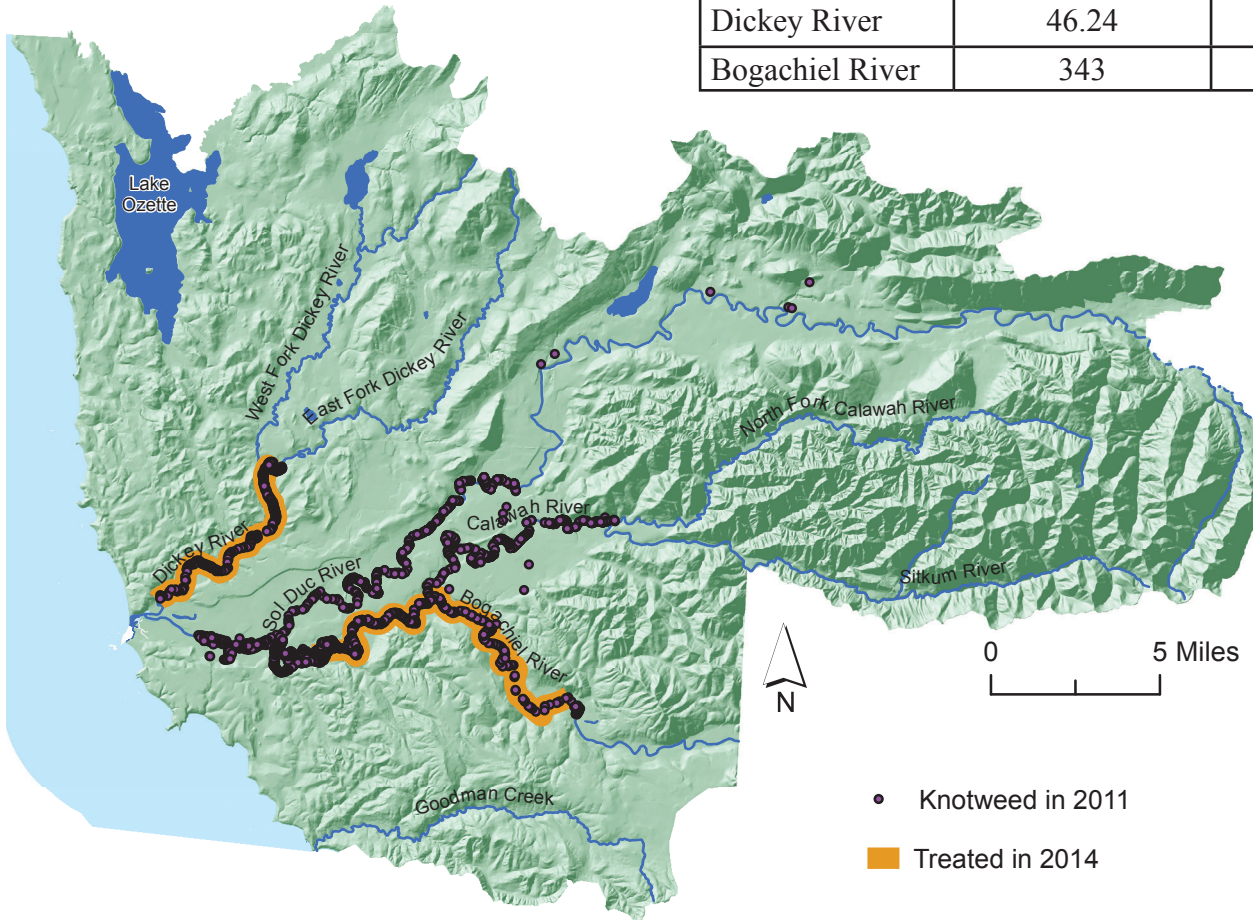 Dickey River 46.24
Bogachiel River 343
Lake
Ozette
West Fork Dickey River
East Fork Dickey River
North Fork Calawah River
Calawah River
Dickey River
Sol Duc River
Sitkum River
Bogachiel River
0 5 Miles
N
Goodman Creek
Knotweed in 2011
Treated in 2014